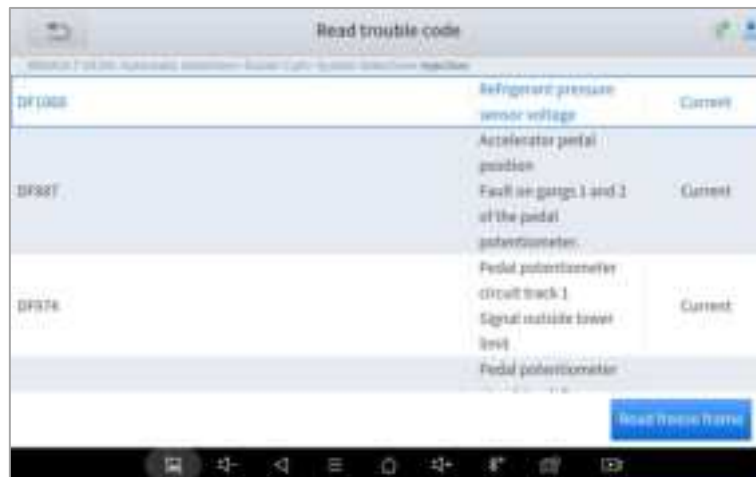 Read trouble code
Injection
Refrigerant pressure
sensor voltage
Current
Accelerator pedal
position
Fault on gangs 1 and 2
of the pedal
potentiometer.
DF887
Current
Pedal potentiometer
circuit track 1
Signal outside lower
limit
DF974
Current
Pedal potentiometer
Read freeze frame